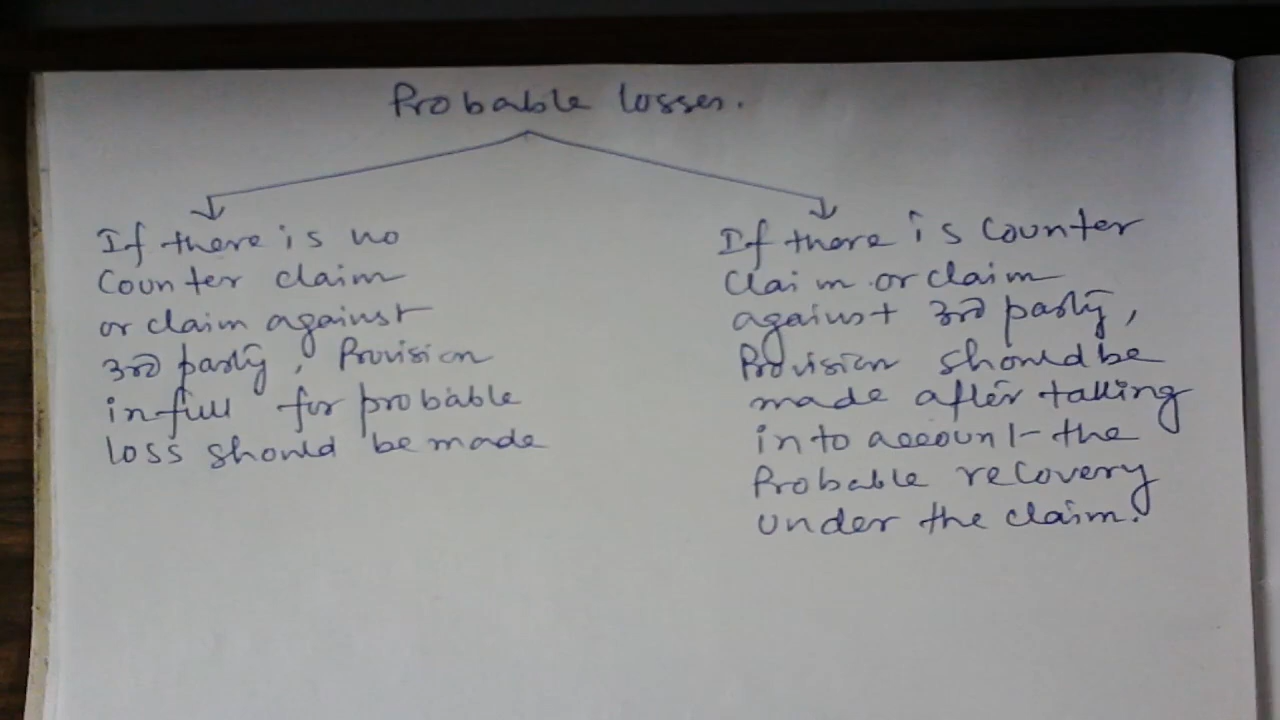 Probable losses.
If there is no
Counter claim
or claim against
3rd party, Provision
in full for probable
loss should be made
If there is Counter
Claim or claim
against 3rd party,
Provision should be
made after taking
into account the
Probable recovery
under the claim.